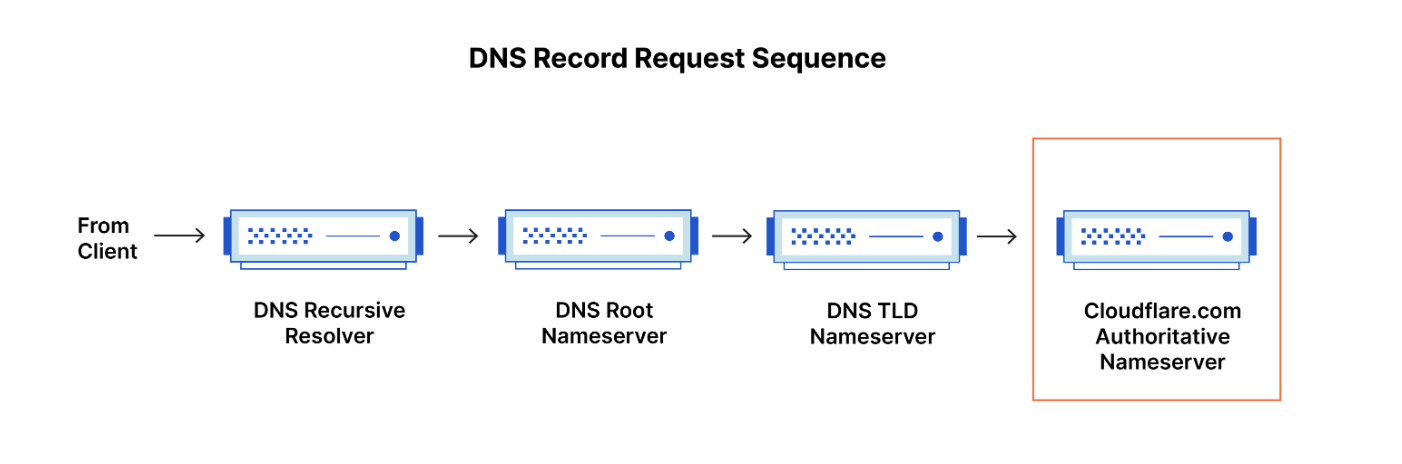 DNS Record Request Sequence
From
Client
DNS Recursive
Resolver
DNS Root
Nameserver
DNS TLD
Nameserver
Cloudflare.com
Authoritative
Nameserver